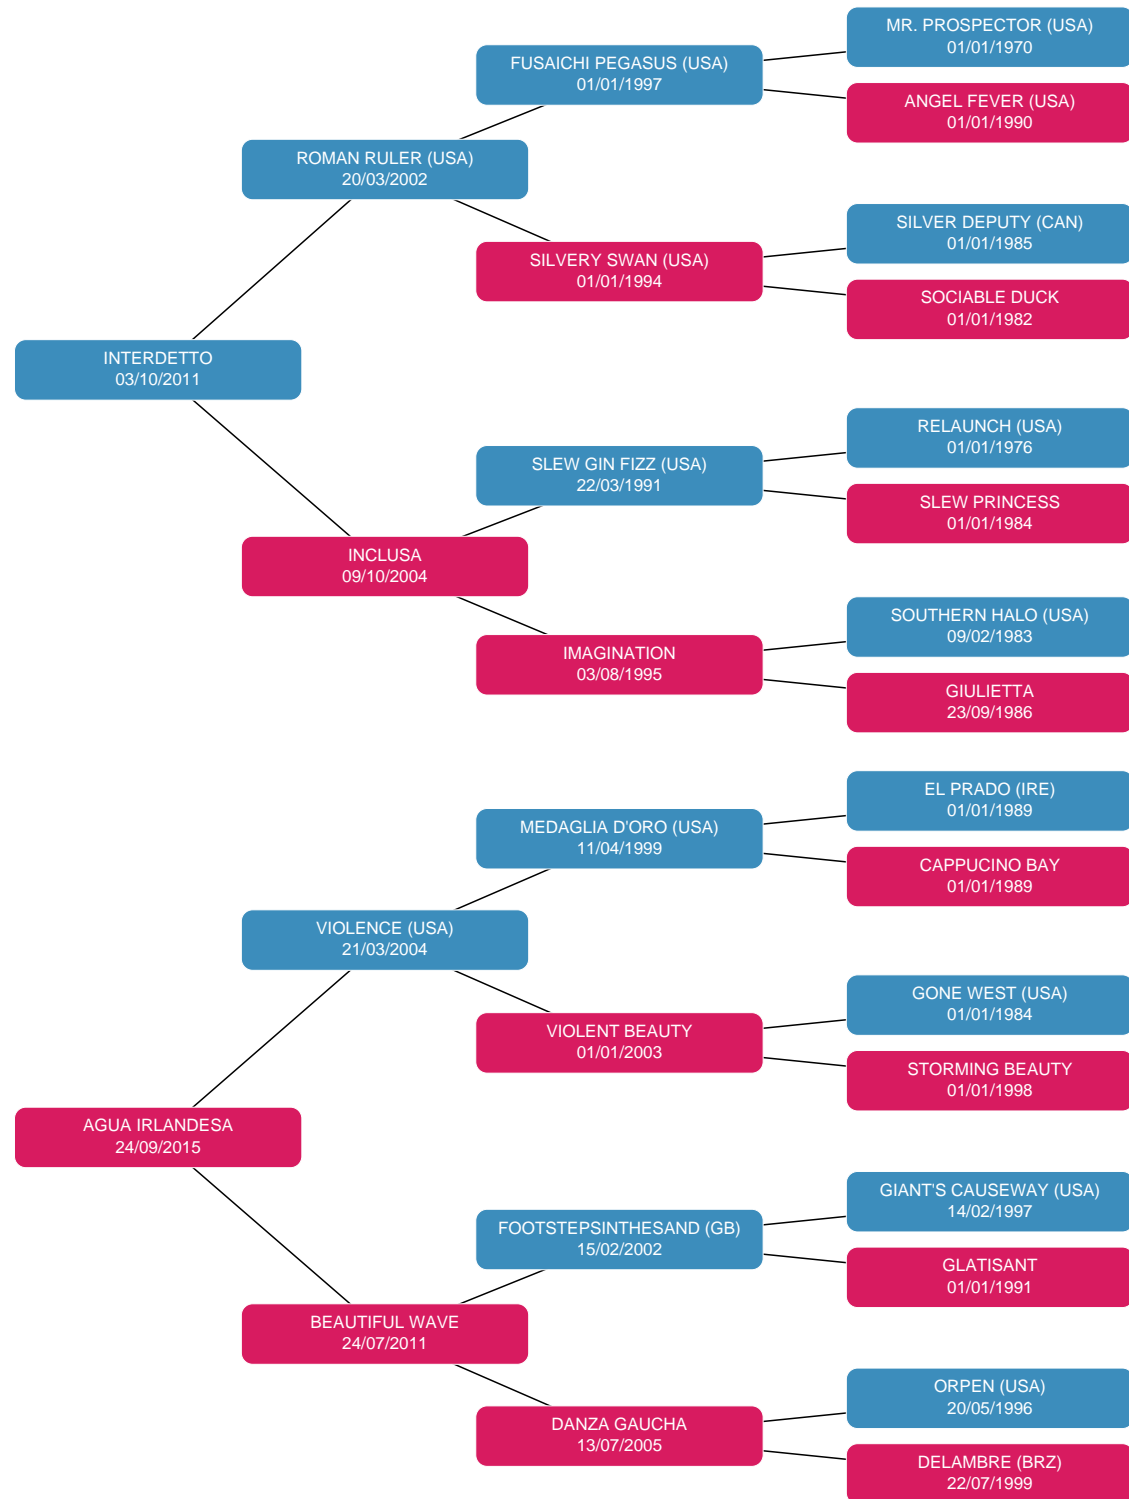 MR. PROSPECTOR (USA)
01/01/1970
FUSAICHI PEGASUS (USA)
01/01/1997
ANGEL FEVER (USA)
01/01/1990
ROMAN RULER (USA)
20/03/2002
SILVER DEPUTY (CAN)
01/01/1985
SILVERY SWAN (USA)
01/01/1994
SOCIABLE DUCK
01/01/1982
INTERDETTO
03/10/2011
RELAUNCH (USA)
01/01/1976
SLEW GIN FIZZ (USA)
22/03/1991
SLEW PRINCESS
01/01/1984
INCLUSA
09/10/2004
SOUTHERN HALO (USA)
09/02/1983
IMAGINATION
03/08/1995
GIULIETTA
23/09/1986
EL PRADO (IRE)
01/01/1989
MEDAGLIA D'ORO (USA)
11/04/1999
CAPPUCINO BAY
01/01/1989
VIOLENCE (USA)
21/03/2004
GONE WEST (USA)
01/01/1984
VIOLENT BEAUTY
01/01/2003
STORMING BEAUTY
01/01/1998
AGUA IRLANDESA
24/09/2015
GIANT'S CAUSEWAY (USA)
14/02/1997
FOOTSTEPSINTHESAND (GB)
15/02/2002
GLATISANT
01/01/1991
BEAUTIFUL WAVE
24/07/2011
ORPEN (USA)
20/05/1996
DANZA GAUCHA
13/07/2005
DELAMBRE (BRZ)
22/07/1999